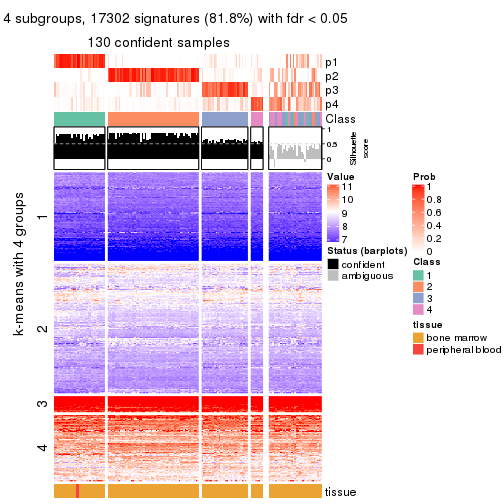 4 subgroups, 17302 signatures (81.8%) with fdr < 0.05
130 confident samples
p1
p2
p3
p4
Class
1
0.5
0
Silhouette
score
k-means with 4 groups
1
2
3
4
tissue
Value
11
10
9
8
7
Status (barplots)
confident
ambiguous
Prob
1
0.8
0.6
0.4
0.2
0
Class
1
2
3
4
tissue
bone marrow
peripheral blood